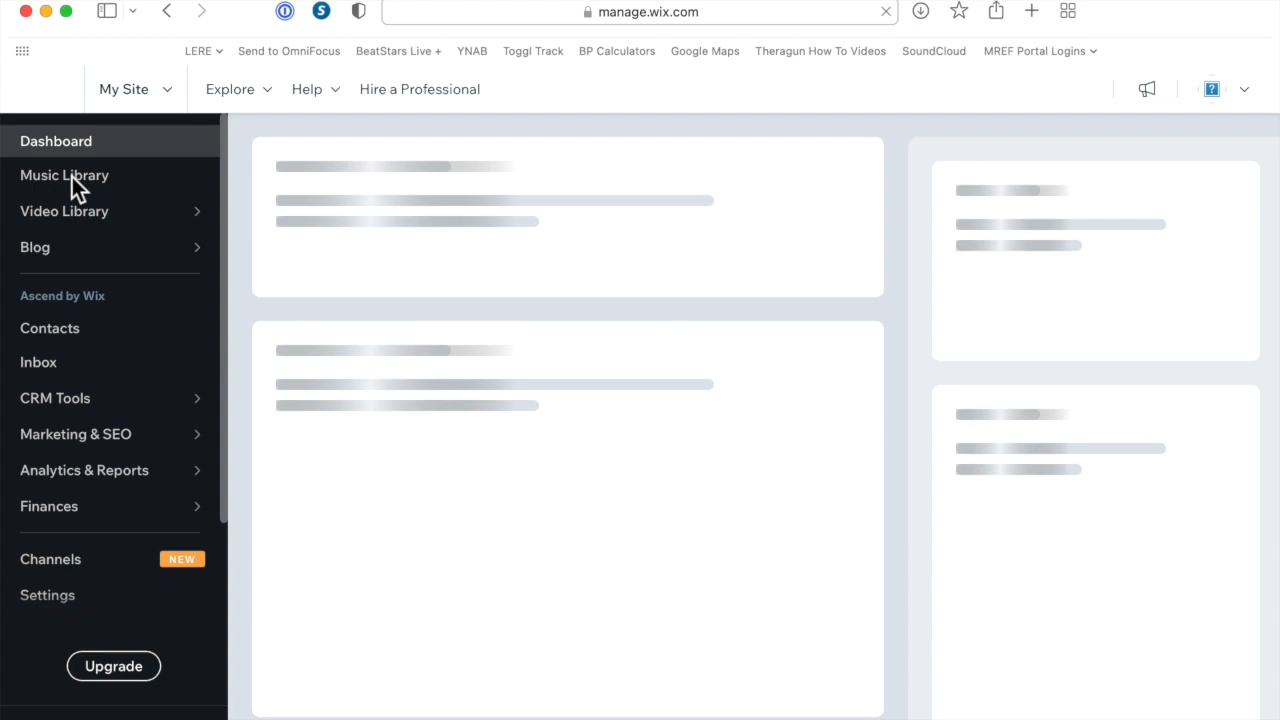 manage.wix.com
LERE Send to OmniFocus BeatStars Live + YNAB Toggl Track BP Calculators Google Maps Theragun How To Videos SoundCloud MREF Portal Logins
My Site Explore Help Hire a Professional
Dashboard
Music Library
Video Library
Blog
Ascend by Wix
Contacts
Inbox
CRM Tools
Marketing & SEO
Analytics & Reports
Finances
Channels NEW
Settings
Upgrade